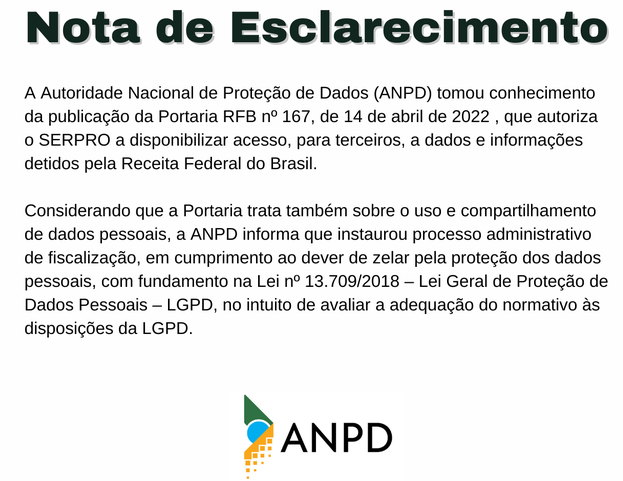 Nota de Esclarecimento
A Autoridade Nacional de Proteção de Dados (ANPD) tomou conhecimento
da publicação da Portaria RFB nº 167, de 14 de abril de 2022 , que autoriza
o SERPRO a disponibilizar acesso, para terceiros, a dados e informações
detidos pela Receita Federal do Brasil.
Considerando que a Portaria trata também sobre o uso e compartilhamento
de dados pessoais, a ANPD informa que instaurou processo administrativo
de fiscalização, em cumprimento ao dever de zelar pela proteção dos dados
pessoais, com fundamento na Lei nº 13.709/2018 – Lei Geral de Proteção de
Dados Pessoais – LGPD, no intuito de avaliar a adequação do normativo às
disposições da LGPD.
ANPD